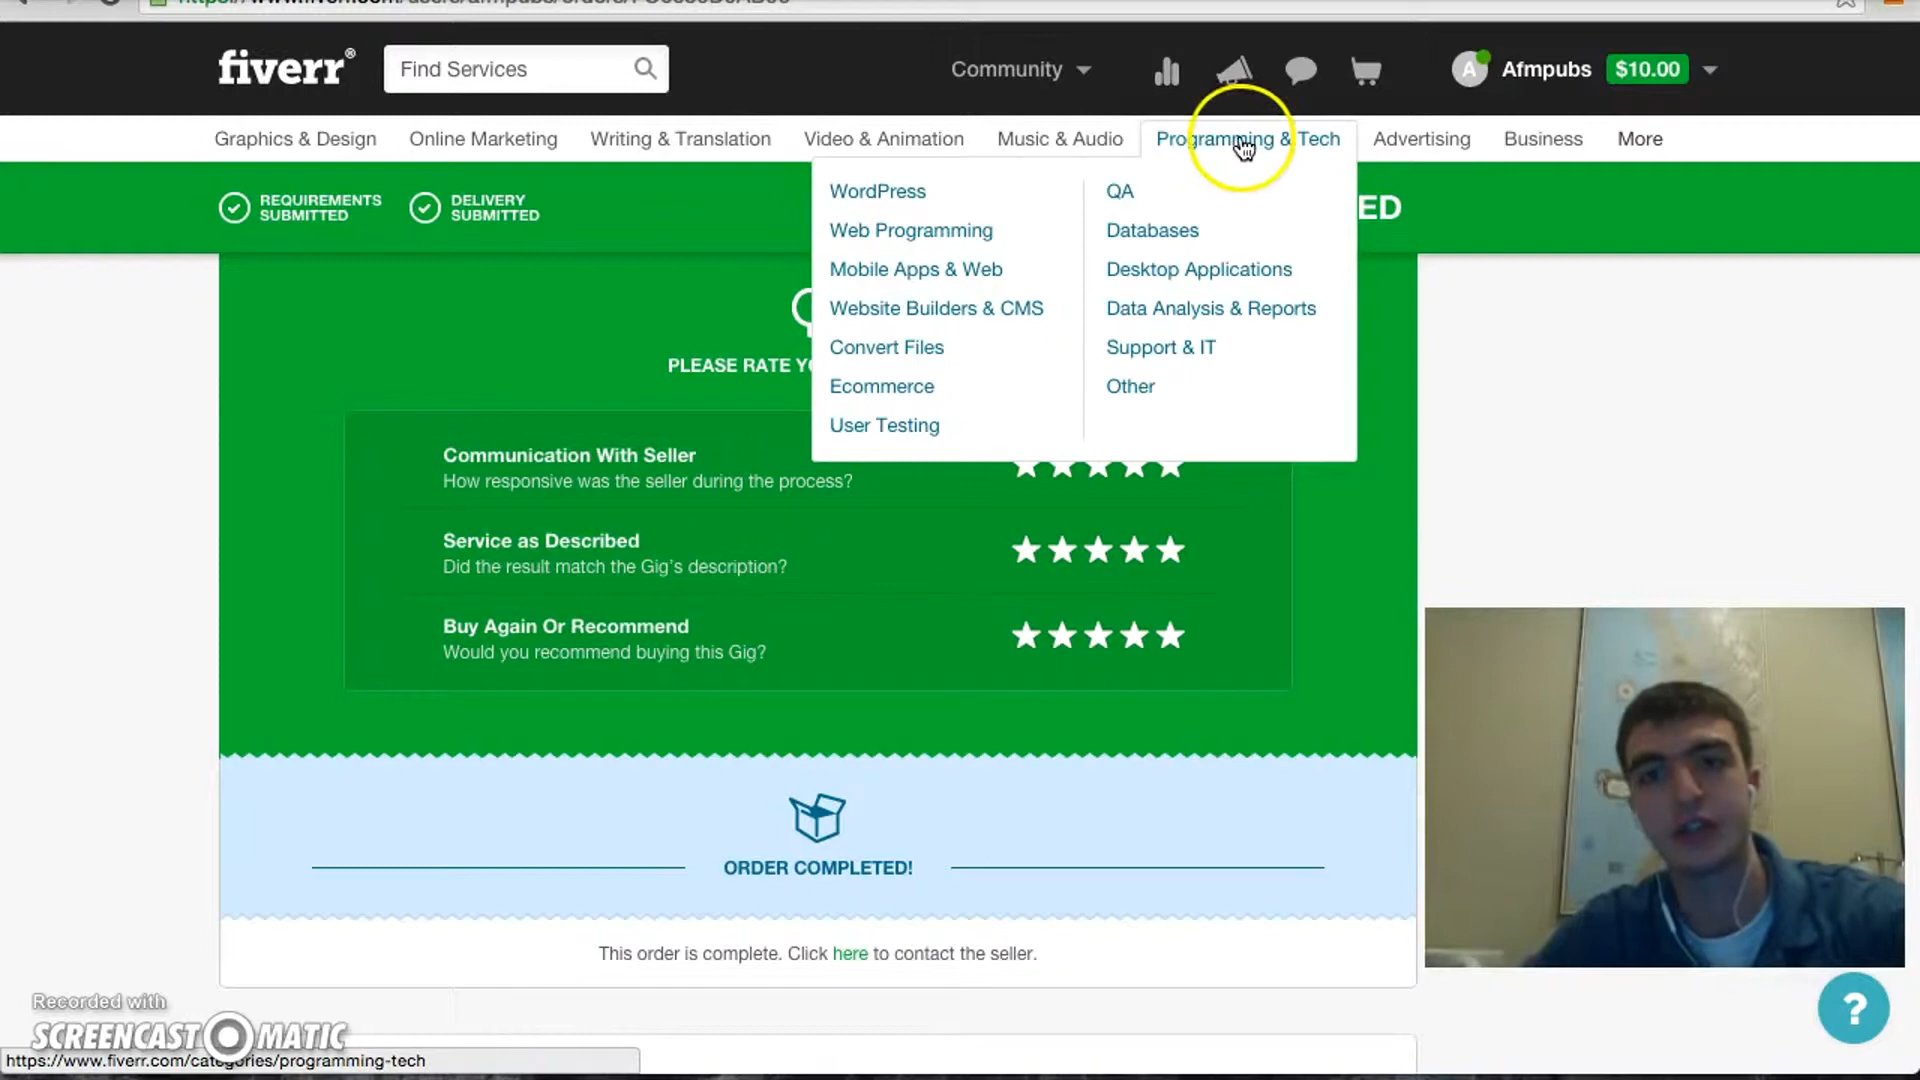 fiverr®
Find Services
Community
A
Afmpubs
$10.00
Graphics & Design
Online Marketing
Writing & Translation
Video & Animation
Music & Audio
Programming & Tech
Advertising
Business
More
REQUIREMENTS
SUBMITTED
DELIVERY
SUBMITTED
ED
WordPress
Web Programming
Mobile Apps & Web
Website Builders & CMS
Convert Files
Ecommerce
User Testing
QA
Databases
Desktop Applications
Data Analysis & Reports
Support & IT
Other
PLEASE RATE
Communication With Seller
How responsive was the seller during the process?
Service as Described
Did the result match the Gig's description?
Buy Again Or Recommend
Would you recommend buying this Gig?
ORDER COMPLETED!
This order is complete. Click here to contact the seller.
?
Recorded with
SCREENCAST MATIC
https://www.fiverr.com/categories/programming-tech